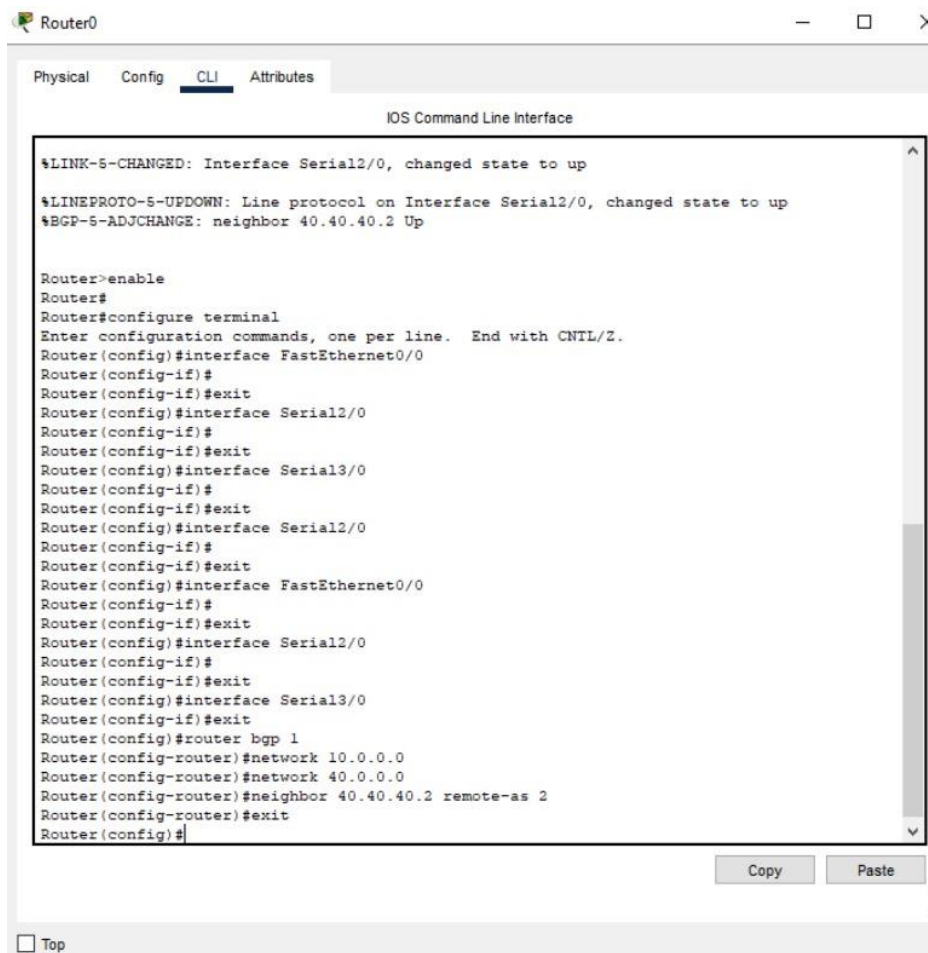 Router0
Physical Config CLI Attributes
IOS Command Line Interface
%LINK-5-CHANGED: Interface Serial2/0, changed state to up
%LINEPROTO-5-UPDOWN: Line protocol on Interface Serial2/0, changed state to up
%BGP-5-ADJCHANGE: neighbor 40.40.40.2 Up
Router>enable
Router#
Router#configure terminal
Enter configuration commands, one per line.  End with CNTL/Z.
Router(config)#interface FastEthernet0/0
Router(config-if)#
Router(config-if)#exit
Router(config)#interface Serial2/0
Router(config-if)#
Router(config-if)#exit
Router(config)#interface Serial3/0
Router(config-if)#
Router(config-if)#exit
Router(config)#interface Serial2/0
Router(config-if)#
Router(config-if)#exit
Router(config)#interface FastEthernet0/0
Router(config-if)#
Router(config-if)#exit
Router(config)#interface Serial2/0
Router(config-if)#
Router(config-if)#exit
Router(config)#interface Serial3/0
Router(config-if)#exit
Router(config)#router bgp 1
Router(config-router)#network 10.0.0.0
Router(config-router)#network 40.0.0.0
Router(config-router)#neighbor 40.40.40.2 remote-as 2
Router(config-router)#exit
Router(config)#
Copy Paste
Top